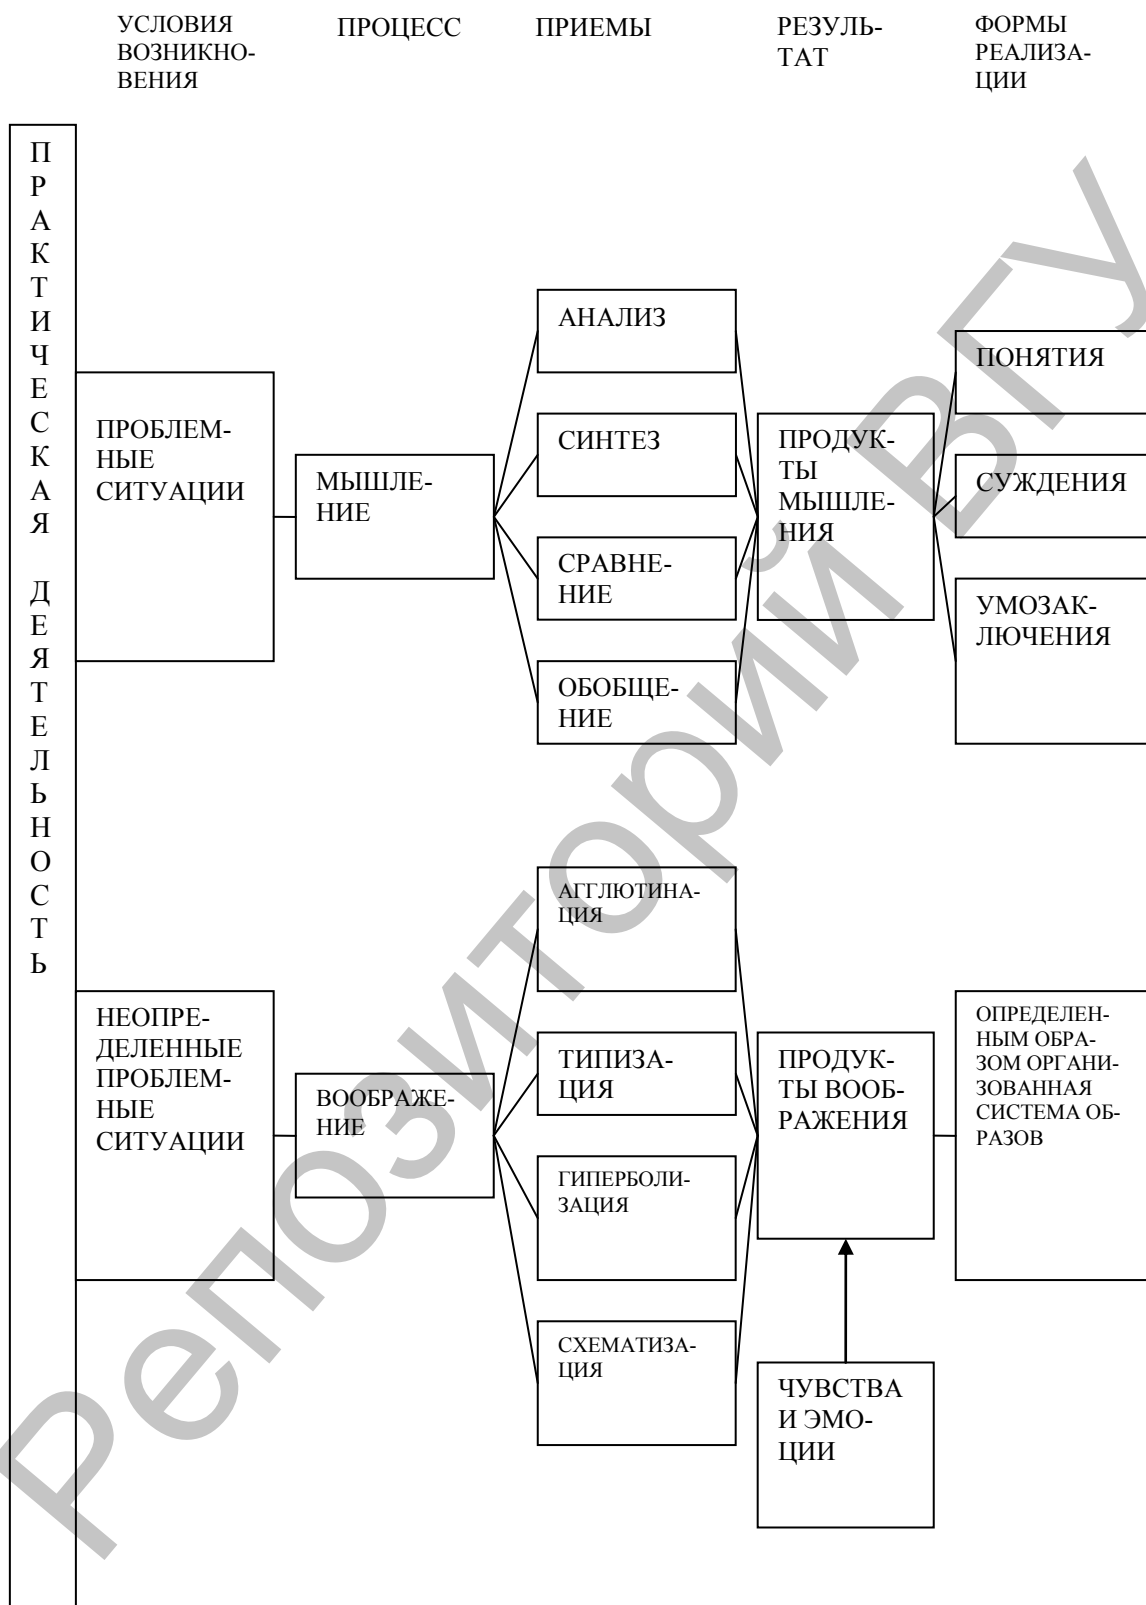 УСЛОВИЯ
ВОЗНИКНО-
ВЕНИЯ
ПРОЦЕСС
ПРИЕМЫ
РЕЗУЛЬ-
ТАТ
ФОРМЫ
РЕАЛИЗА-
ЦИИ
П
Р
А
К
Т
И
Ч
Е
С
К
А
Я
Д
Е
Я
Т
Е
Л
Ь
Н
О
С
Т
Ь
ПРОБЛЕМ-
НЫЕ
СИТУАЦИИ
МЫШЛЕ-
НИЕ
АНАЛИЗ
СИНТЕЗ
СРАВНЕ-
НИЕ
ОБОБЩЕ-
НИЕ
ПРОДУК-
ТЫ
МЫШЛЕ-
НИЯ
ПОНЯТИЯ
СУЖДЕНИЯ
УМОЗАК-
ЛЮЧЕНИЯ
НЕОПРЕ-
ДЕЛЕННЫЕ
ПРОБЛЕМ-
НЫЕ
СИТУАЦИИ
ВООБРАЖЕ-
НИЕ
АГГЛЮТИНА-
ЦИЯ
ТИПИЗА-
ЦИЯ
ГИПЕРБОЛИ-
ЗАЦИЯ
СХЕМАТИЗА-
ЦИЯ
ПРОДУК-
ТЫ ВООБ-
РАЖЕНИЯ
ЧУВСТВА
И ЭМО-
ЦИИ
ОПРЕДЕЛЕН-
НЫМ ОБРА-
ЗОМ ОРГАНИ-
ЗОВАННАЯ
СИСТЕМА ОБ-
РАЗОВ
Репозиторий ВГУ